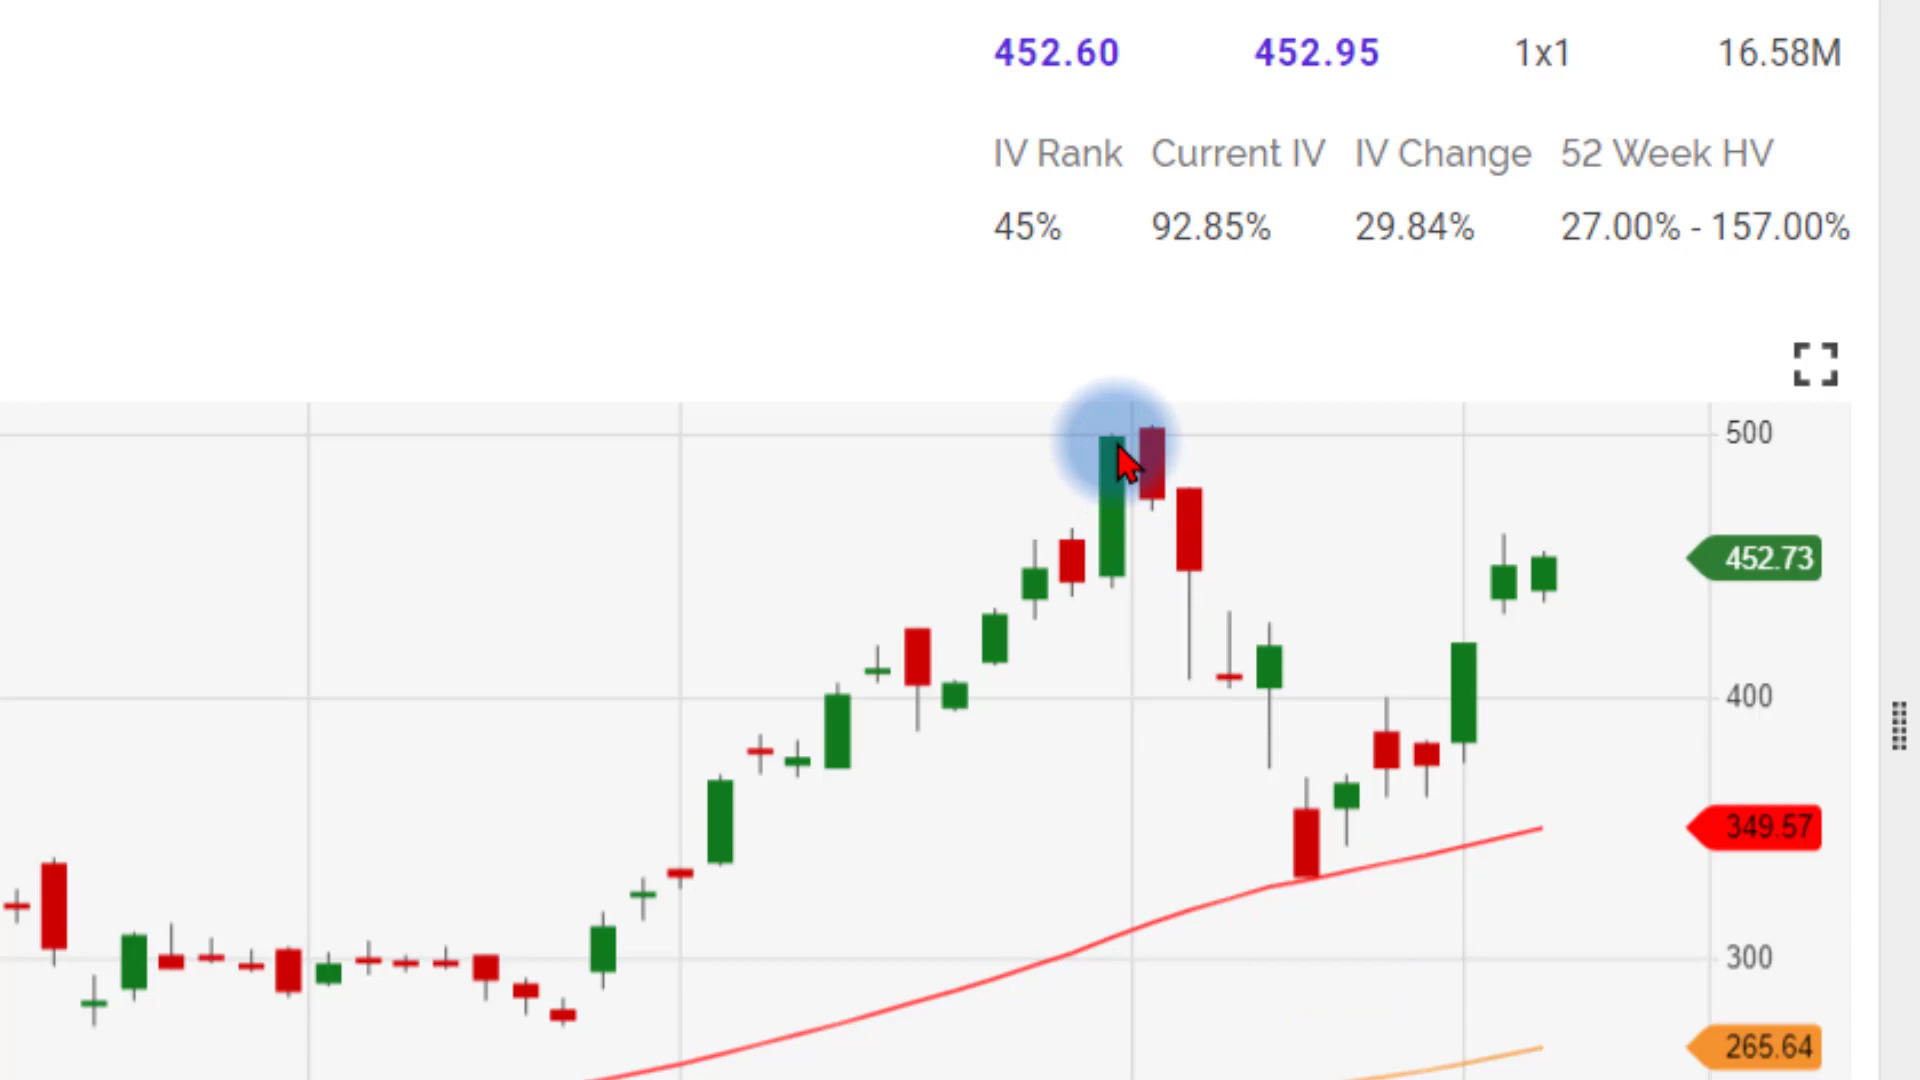 452.60 452.95 1x1 16.58M
IV Rank Current IV IV Change 52 Week HV
45% 92.85% 29.84% 27.00% - 157.00%
500
452.73
400
349.57
300
265.64